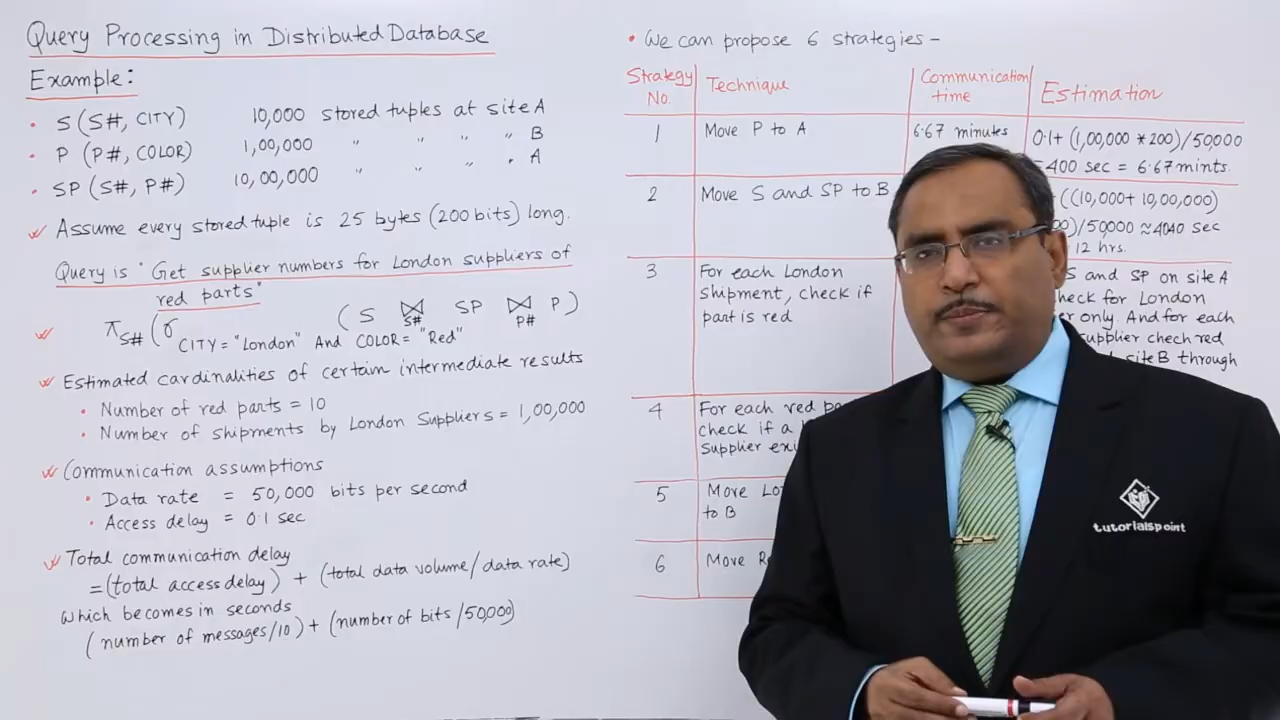 Query Processing in Distributed Database
Example:
• S (S#, CITY) 10,000 stored tuples at site A
• P (P#, COLOR) 1,00,000 " " " " B
• SP (S#, P#) 10,00,000 " " " . A
Assume every stored tuple is 25 bytes (200 bits) long.
Query is "Get supplier numbers for London suppliers of
red parts"
π S# (σ CITY = "London" And COLOR = "Red" (S ⋈ S# SP ⋈ P# P)
Estimated cardinalities of certain intermediate results
• Number of red parts = 10
• Number of shipments by London Suppliers = 1,00,000
Communication assumptions
• Data rate = 50,000 bits per second
• Access delay = 0.1 sec
Total communication delay
= (total access delay) + (total data volume/data rate)
Which becomes in seconds
(number of messages/10) + (number of bits/50,000)
• We can propose 6 strategies –
Strategy No. Technique Communication time Estimation
1 Move P to A 6.67 minutes 0.1+ (1,00,000 *200)/50,000
400 sec = 6.67 mints.
2 Move S and SP to B ((10,000+ 10,00,000)
)/50,000 ≈ 4040 sec
12 hrs.
3 For each London S and SP on site A
shipment, check if for London
part is red only. And for each
supplier chech red
site B through
4 For each red
check if a
supplier
5 Move
to B
6 Move
tutorialspoint